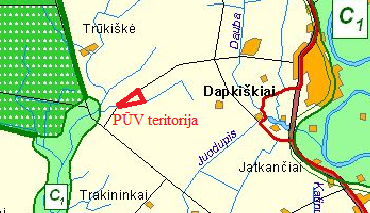 C1
Trūkiškė
Dauba
Dapkiškiai
PŪV teritorija
Juodupis
Jatkančiai
C1
Trakininkai